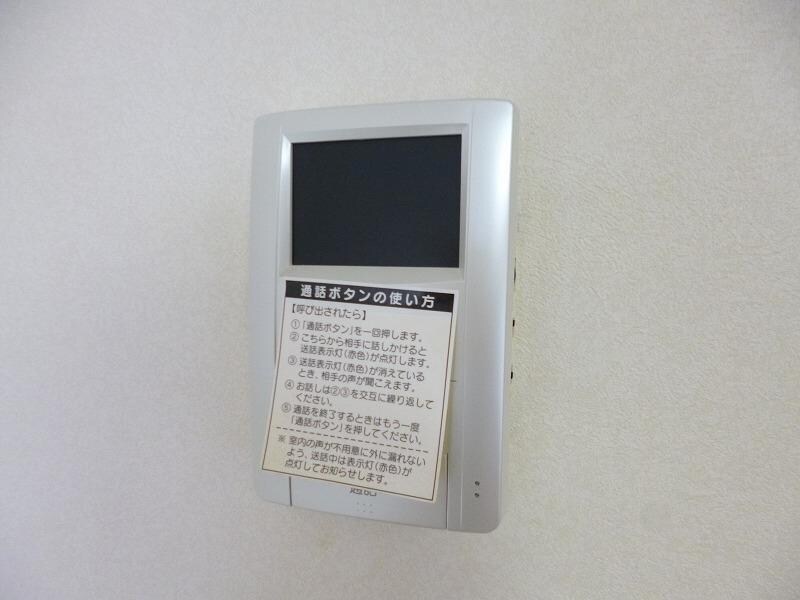 通話ボタンの使い方
【呼び出されたら】
①「通話ボタン」を一回押します。
②こちらから相手に話しかけると
送話表示灯(赤色)が点灯します。
③送話表示灯(赤色)が消えている
とき、相手の声が聞こえます。
④お話しは②③を交互に繰り返して
ください。
⑤通話を終了するときはもう一度
「通話ボタン」を押してください。
※室内の声が不用意に外に漏れない
よう、送話中は表示灯(赤色)が
点灯してお知らせします。